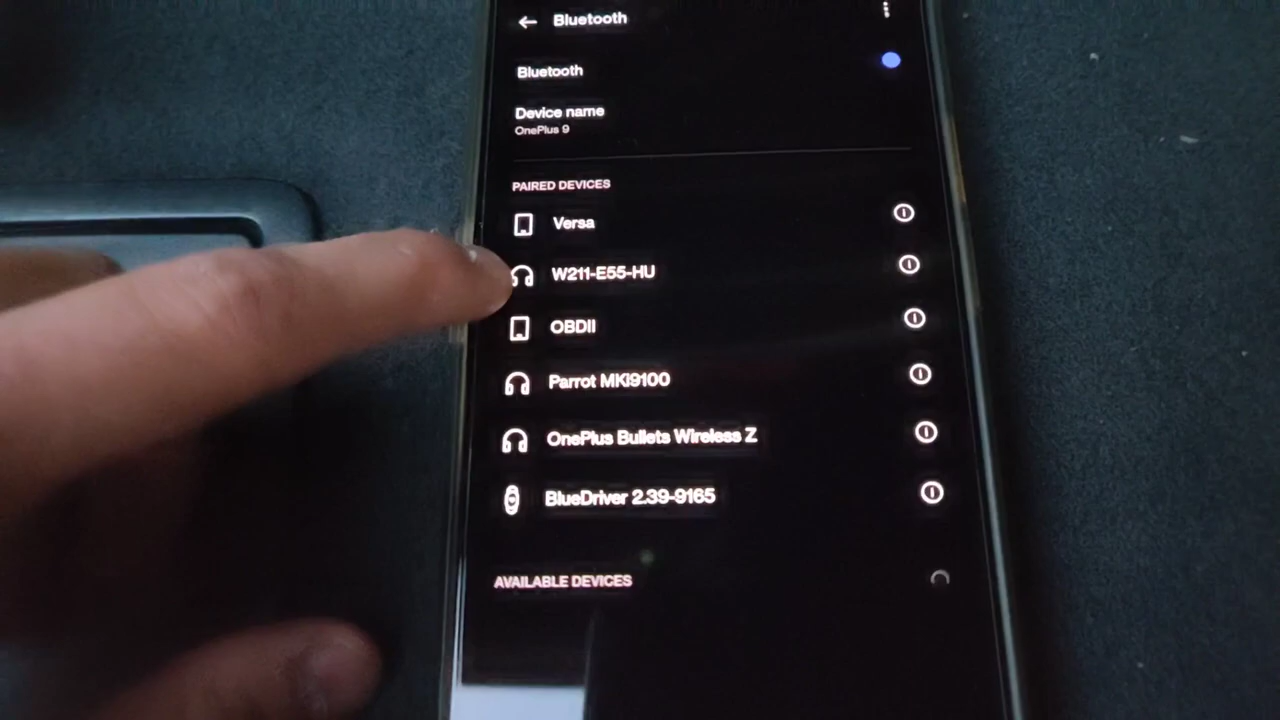 Bluetooth
Bluetooth
Device name
OnePlus 9
PAIRED DEVICES
Versa
W211-E55-HU
OBDII
Parrot MKi9100
OnePlus Bullets Wireless Z
BlueDriver 2.39-9165
AVAILABLE DEVICES